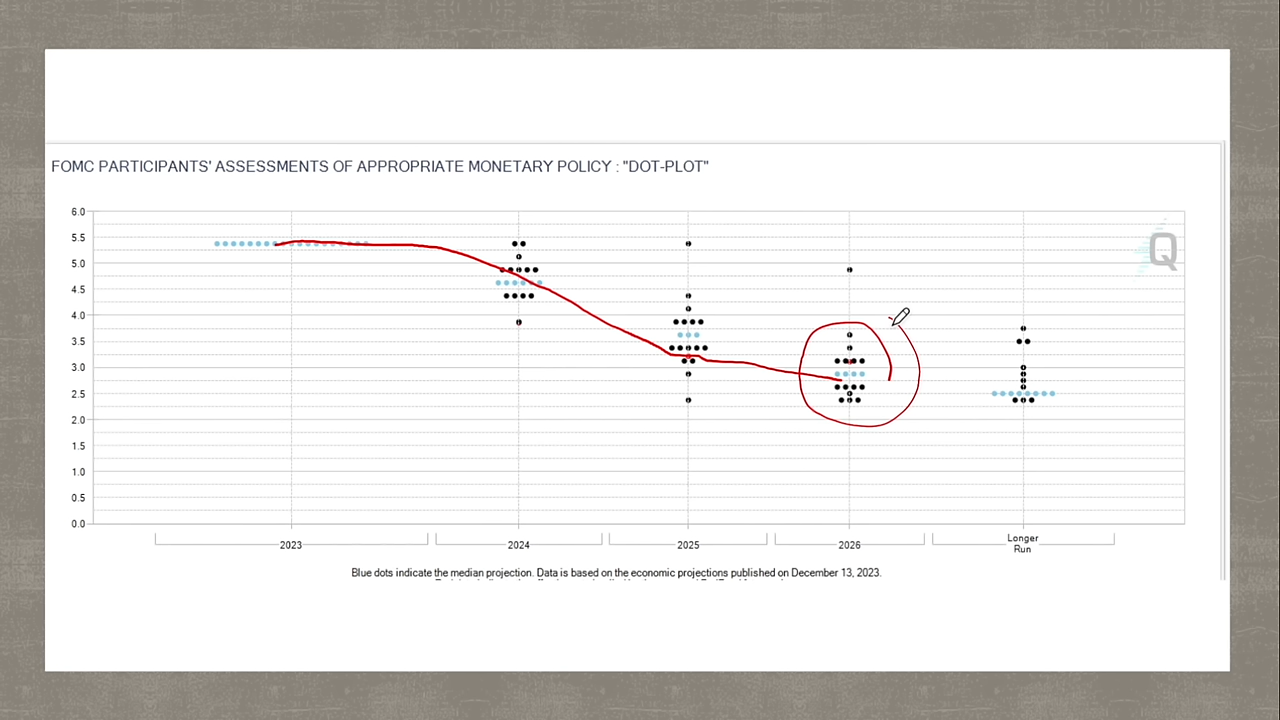 FOMC PARTICIPANTS' ASSESSMENTS OF APPROPRIATE MONETARY POLICY : "DOT-PLOT"
Q
6.0
5.5
5.0
4.5
4.0
3.5
3.0
2.5
2.0
1.5
1.0
0.5
0.0
2023 2024 2025 2026 Longer
Run
Blue dots indicate the median projection. Data is based on the economic projections published on December 13, 2023.